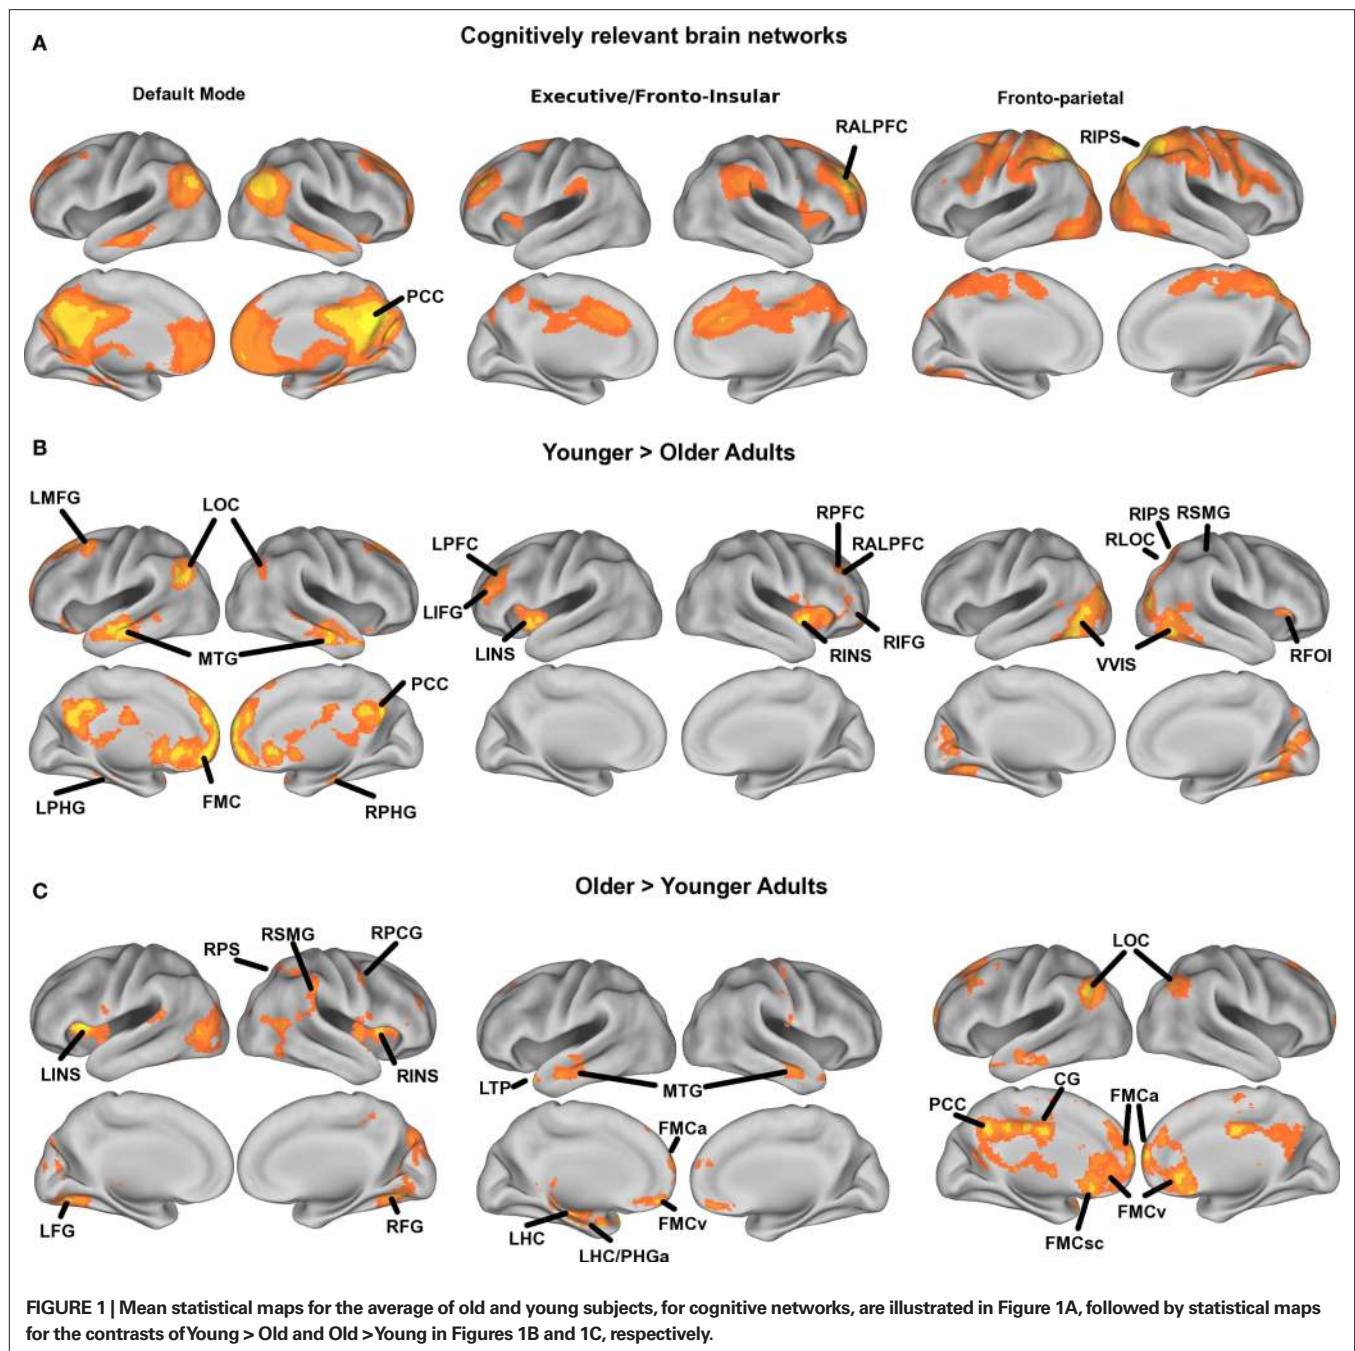 A
Cognitively relevant brain networks
Default Mode
Executive/Fronto-Insular
Fronto-parietal
RALPFC
RIPS
PCC
B
Younger > Older Adults
LMFG
LOC
MTG
PCC
LPHG
FMC
RPHG
LPFC
LIFG
LINS
RPFC
RALPFC
RINS
RIFG
RIPS
RSMG
RLOC
VVIS
RFOI
C
Older > Younger Adults
RPS
RSMG
RPCG
LINS
RINS
LFG
RFG
LTP
MTG
FMCa
FMCv
LHC
LHC/PHGa
LOC
PCC
CG
FMCa
FMCv
FMCsc
FIGURE 1 | Mean statistical maps for the average of old and young subjects, for cognitive networks, are illustrated in Figure 1A, followed by statistical maps
for the contrasts of Young > Old and Old > Young in Figures 1B and 1C, respectively.